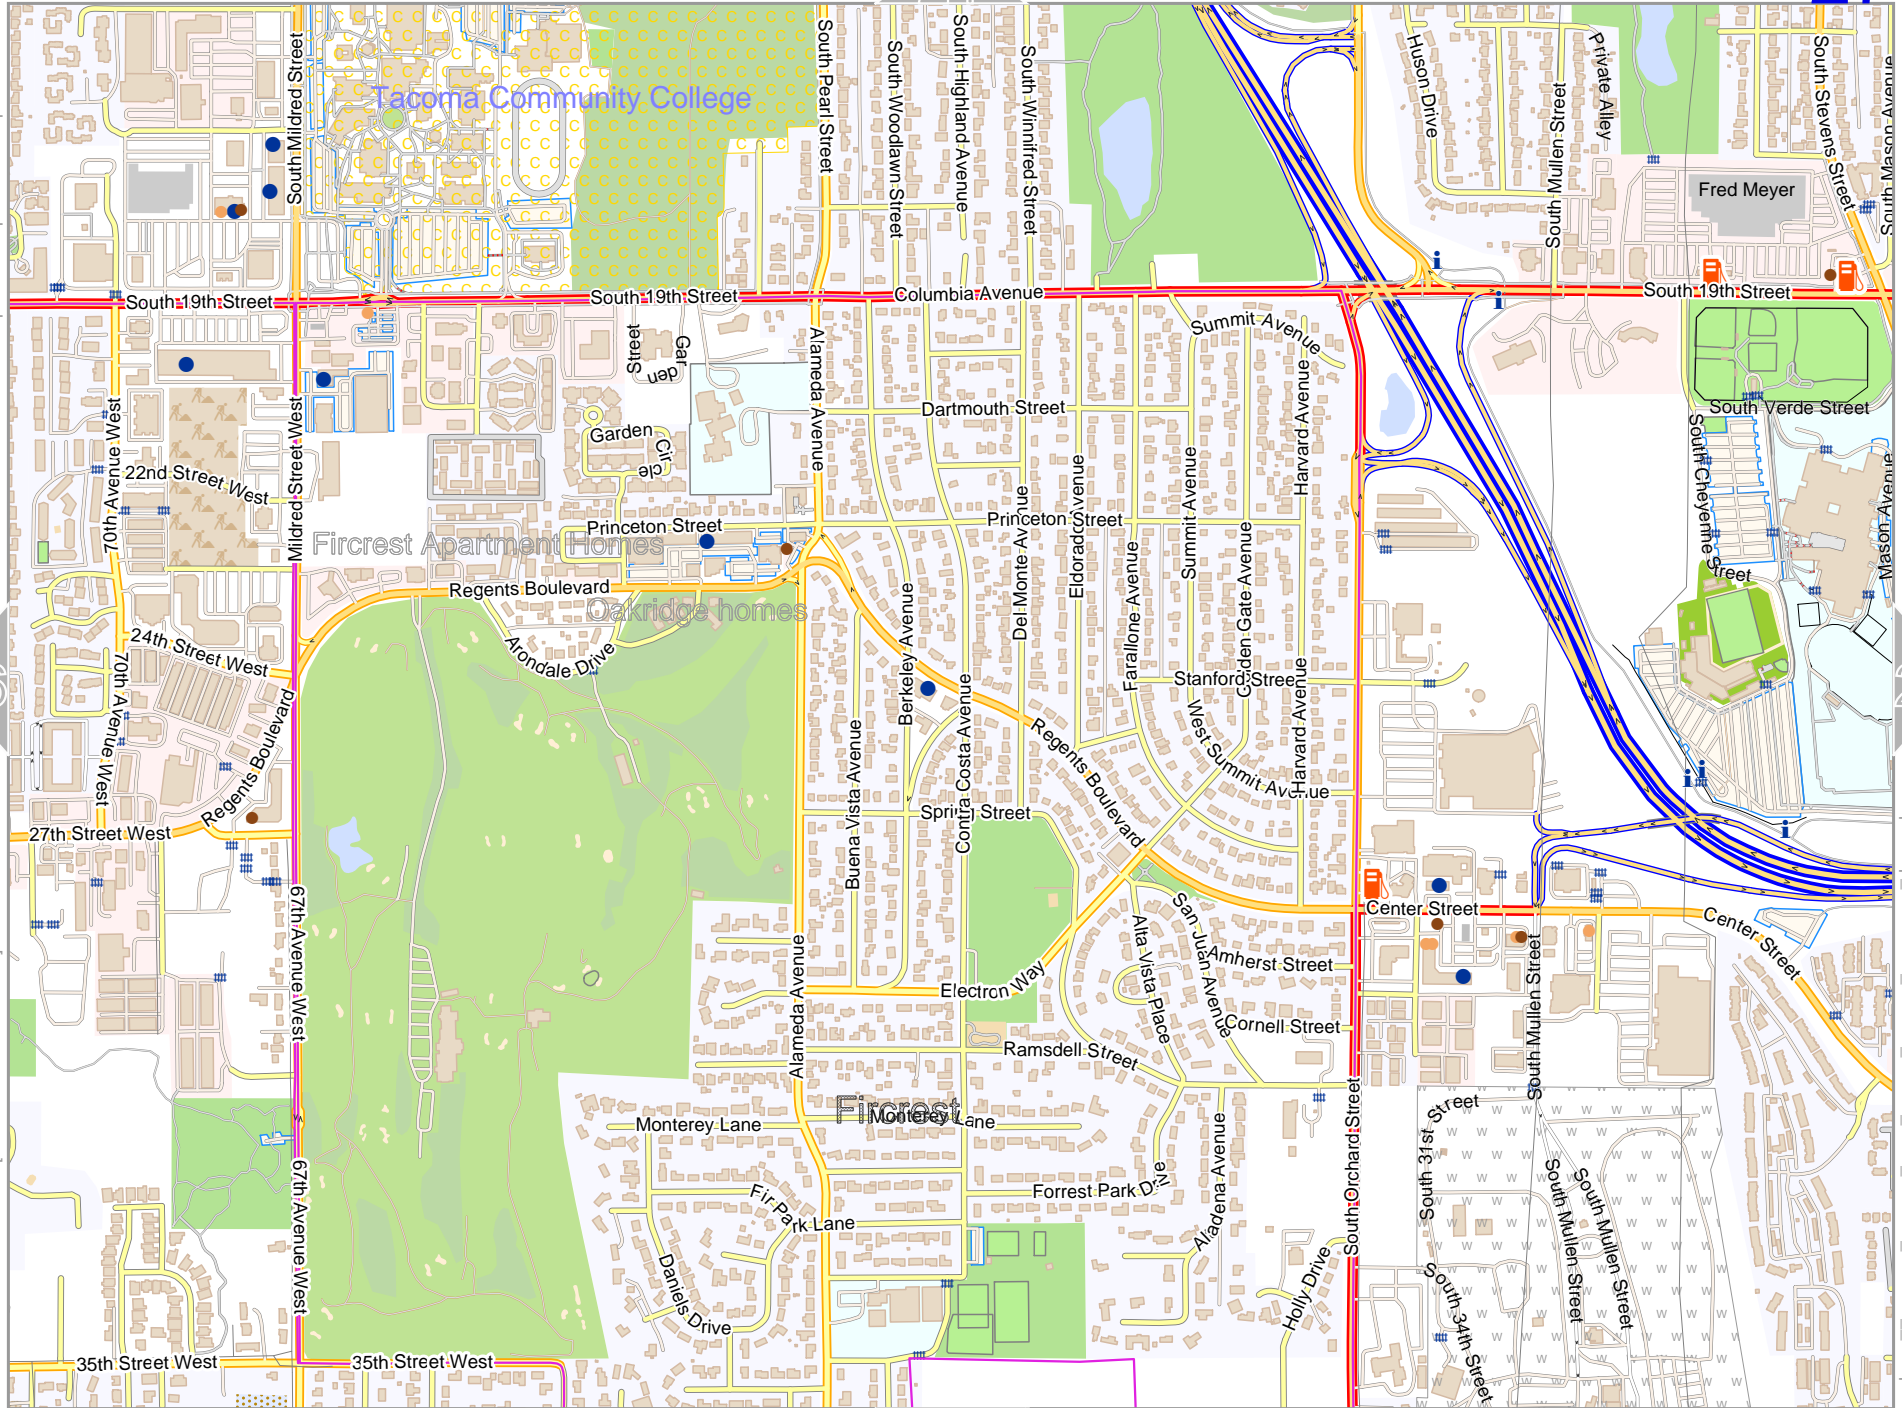 Tacoma Community College
South Mildred Street
South Pearl Street
South Woodlawn Street
South Highland Avenue
South Winnifred Street
Huson Drive
South Mullen Street
Private Alley
South Stevens Street
South Mason Avenue
Fred Meyer
South 19th Street
South 19th Street
Columbia Avenue
South 19th Street
Street
Gar
den
Alameda Avenue
Summit Avenue
Harvard Avenue
Dartmouth Street
South Verde Street
South Cheyenne Street
Mason Avenue
70th Avenue West
22nd Street West
Mildred Street West
Garden Cir
cle
Princeton Street
Princeton Street
Fircrest Apartment Homes
Regents Boulevard
Oakridge homes
Arondale Drive
Del Monte Avenue
Eldorado Avenue
Farallone Avenue
Summit Avenue
Golden Gate Avenue
Stanford Street
Harvard Avenue
West Summit Avenue
Berkeley Avenue
Buena Vista Avenue
Contra Costa Avenue
Regents Boulevard
Spring Street
24th Street West
70th Avenue West
Regents Boulevard
27th Street West
67th Avenue West
Alameda Avenue
Electron Way
Alta Vista Place
San Juan Avenue
Amherst Street
Cornell Street
Ramsdell Street
Center Street
Center Street
South Mullen Street
South Orchard Street
Fircrest
Monterey Lane
Monterey Lane
Fir Park Lane
Forrest Park Dr
W
Aladena Avenue
Daniels Drive
Holly Drive
South 31st Street
South Mullen Street
South Mullen Street
South 34th Street
67th Avenue West
35th Street West
35th Street West